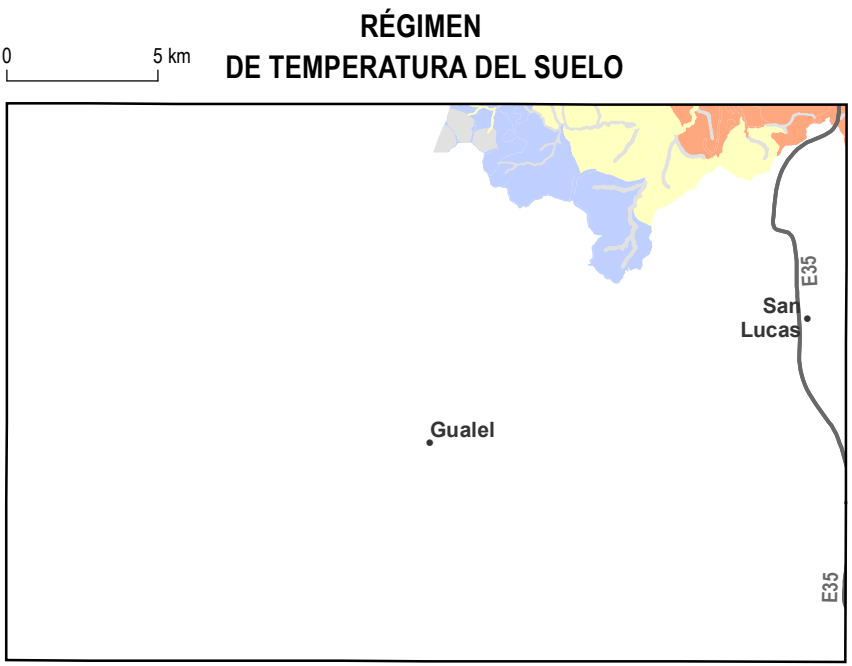 RÉGIMEN
DE TEMPERATURA DEL SUELO
0
5 km
E35
San
Lucas
Gualel
E35